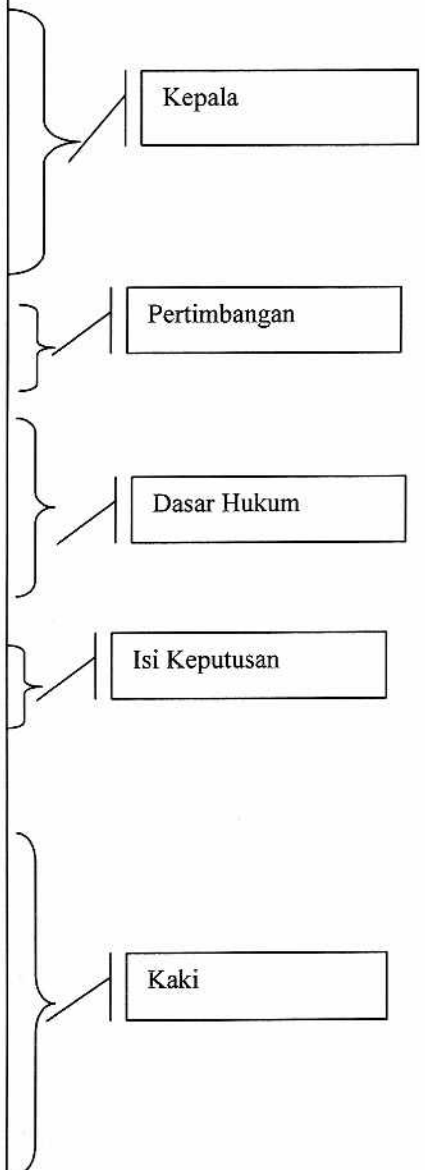 Kepala
Pertimbangan
Dasar Hukum
Isi Keputusan
Kaki